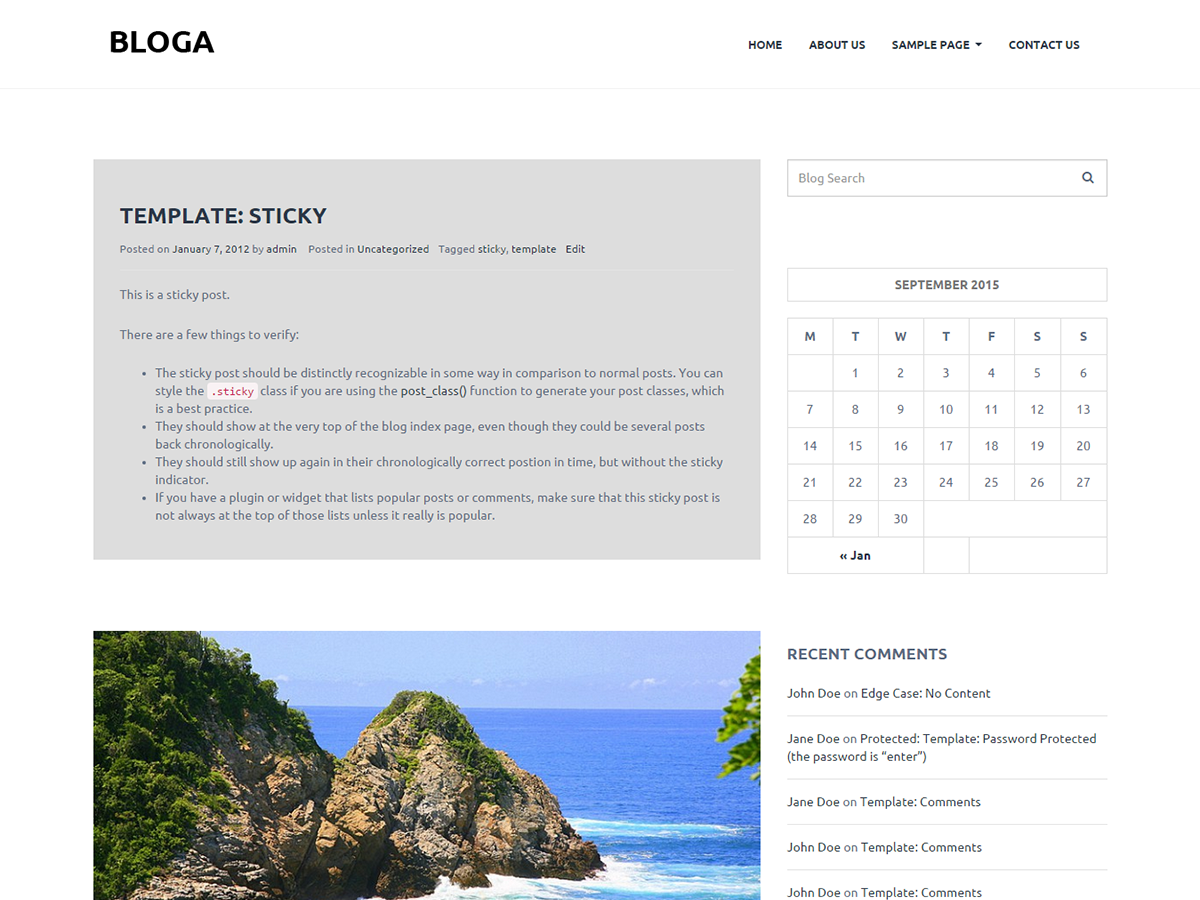 BLOGA
HOME ABOUT US SAMPLE PAGE CONTACT US
TEMPLATE: STICKY
Posted on January 7, 2012 by admin Posted in Uncategorized Tagged sticky, template Edit
This is a sticky post.
There are a few things to verify:
• The sticky post should be distinctly recognizable in some way in comparison to normal posts. You can
style the .sticky class if you are using the post_class() function to generate your post classes, which
is a best practice.
• They should show at the very top of the blog index page, even though they could be several posts
back chronologically.
• They should still show up again in their chronologically correct postion in time, but without the sticky
indicator.
• If you have a plugin or widget that lists popular posts or comments, make sure that this sticky post is
not always at the top of those lists unless it really is popular.
Blog Search
SEPTEMBER 2015
M T W T F S S
1 2 3 4 5 6
7 8 9 10 11 12 13
14 15 16 17 18 19 20
21 22 23 24 25 26 27
28 29 30
« Jan
RECENT COMMENTS
John Doe on Edge Case: No Content
Jane Doe on Protected: Template: Password Protected
(the password is “enter”)
Jane Doe on Template: Comments
John Doe on Template: Comments
John Doe on Template: Comments